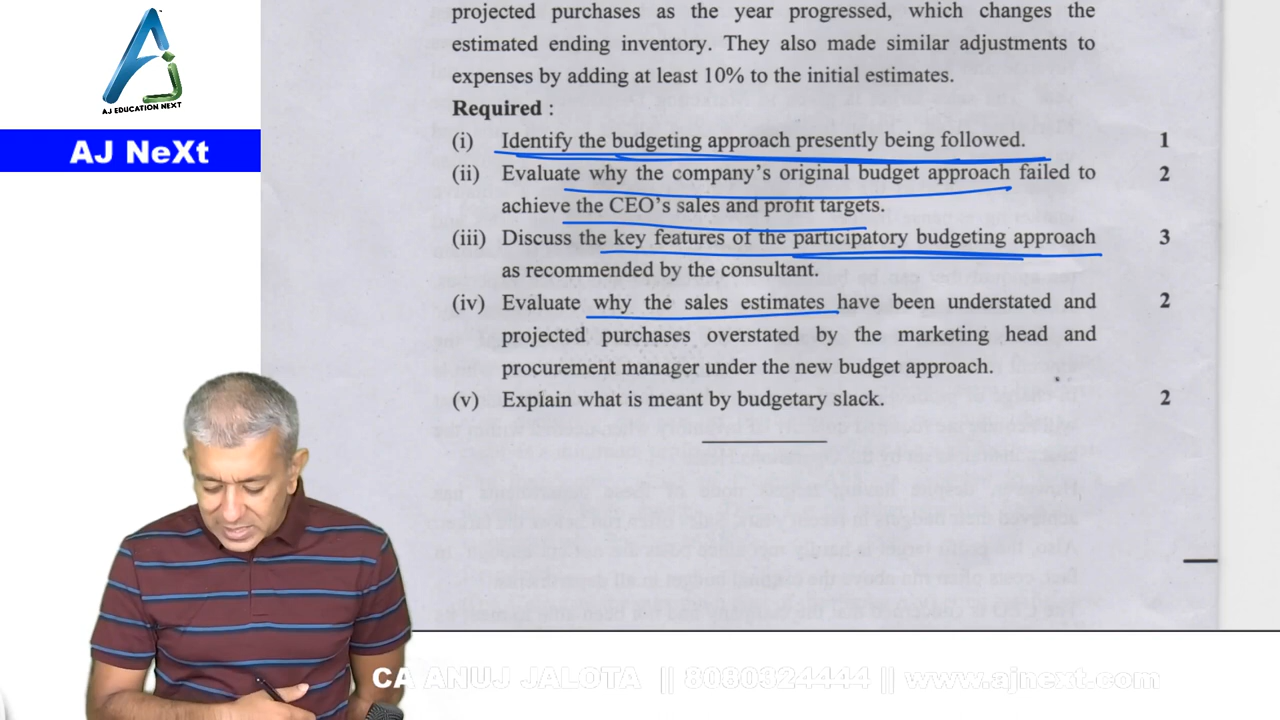 AJ EDUCATION NEXT
AJ NeXt
projected purchases as the year progressed, which changes the
estimated ending inventory. They also made similar adjustments to
expenses by adding at least 10% to the initial estimates.
Required :
(i) Identify the budgeting approach presently being followed. 1
(ii) Evaluate why the company's original budget approach failed to 2
achieve the CEO's sales and profit targets.
(iii) Discuss the key features of the participatory budgeting approach 3
as recommended by the consultant.
(iv) Evaluate why the sales estimates have been understated and 2
projected purchases overstated by the marketing head and
procurement manager under the new budget approach.
(v) Explain what is meant by budgetary slack. 2
CA ANUJ JALOTA || 8080924444 || www.ajnext.com